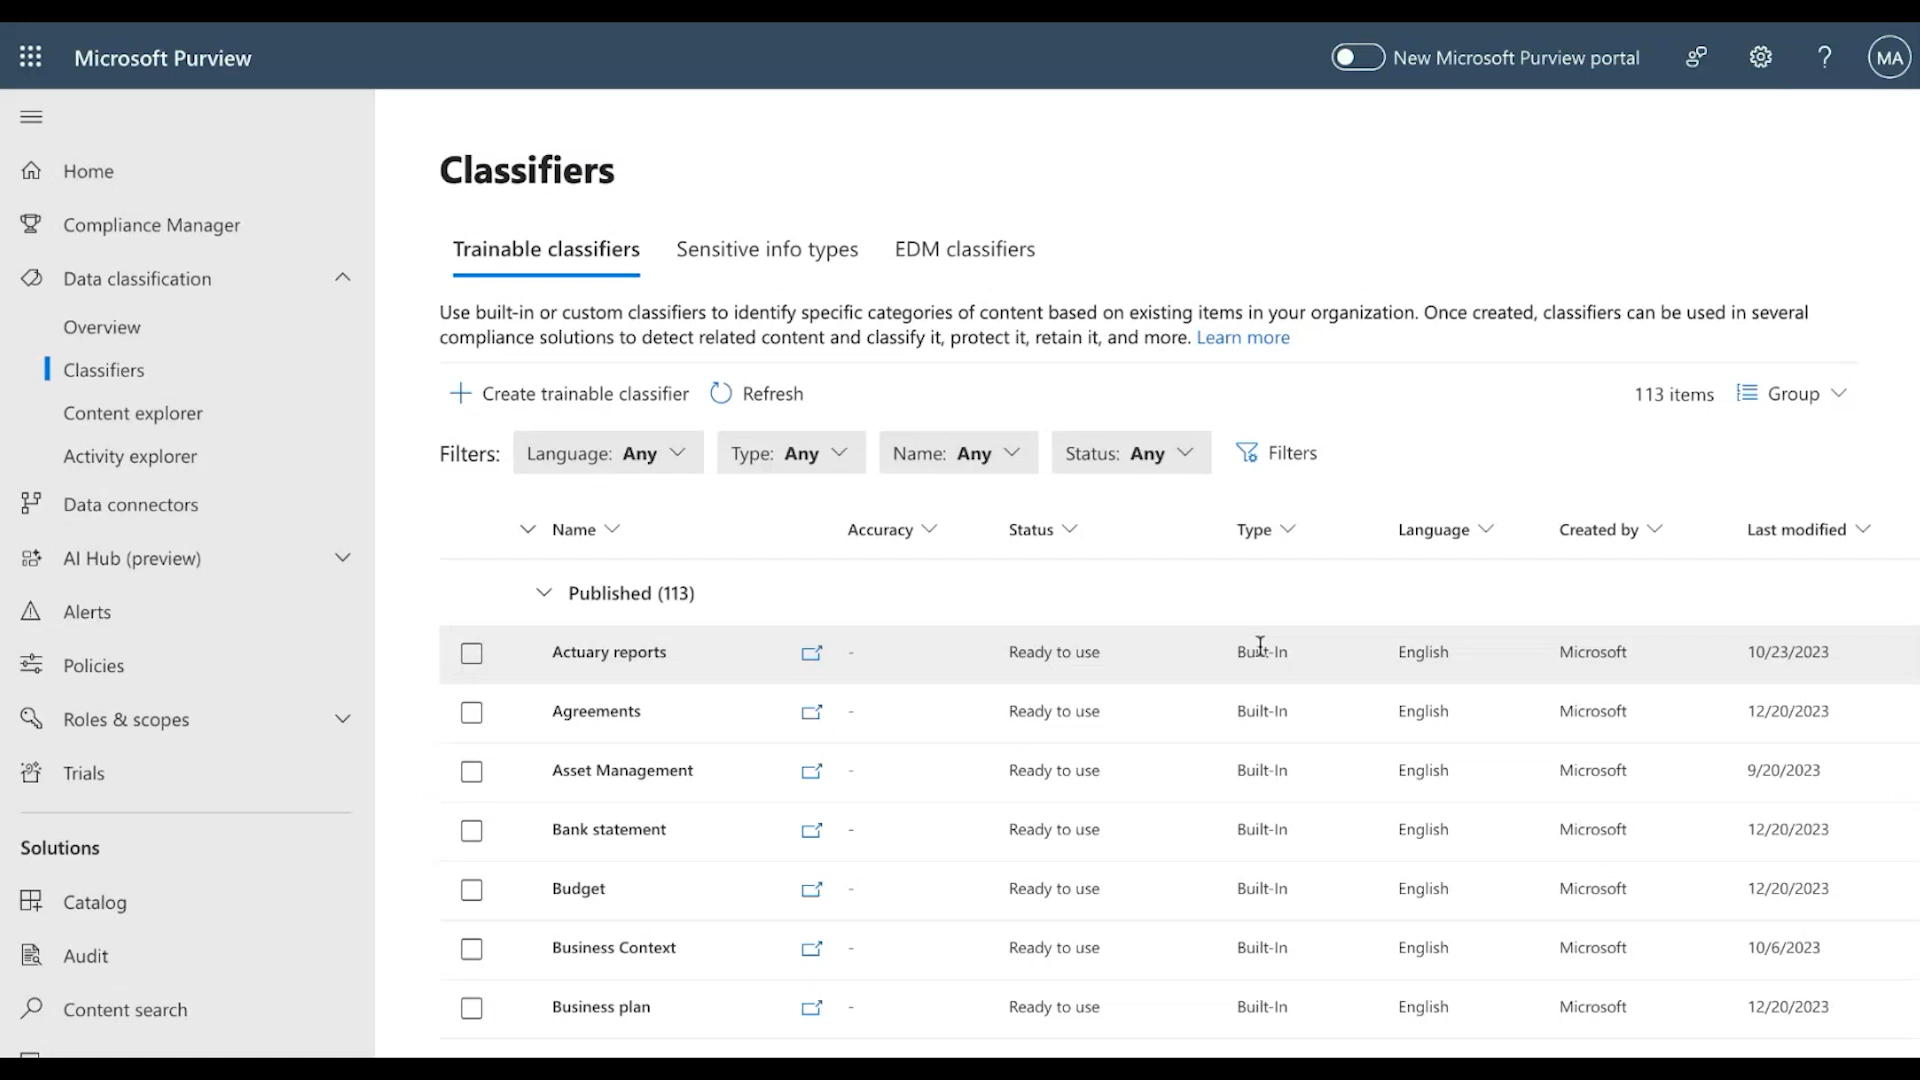 Microsoft Purview
New Microsoft Purview portal
?
MA
Home
Compliance Manager
Data classification
Overview
Classifiers
Content explorer
Activity explorer
Data connectors
AI Hub (preview)
Alerts
Policies
Roles & scopes
Trials
Solutions
Catalog
Audit
Content search
Classifiers
Trainable classifiers Sensitive info types EDM classifiers
Use built-in or custom classifiers to identify specific categories of content based on existing items in your organization. Once created, classifiers can be used in several
compliance solutions to detect related content and classify it, protect it, retain it, and more. Learn more
Create trainable classifier Refresh 113 items Group
Filters: Language: Any Type: Any Name: Any Status: Any Filters
Name Accuracy Status Type Language Created by Last modified
Published (113)
Actuary reports - Ready to use Built-In English Microsoft 10/23/2023
Agreements - Ready to use Built-In English Microsoft 12/20/2023
Asset Management - Ready to use Built-In English Microsoft 9/20/2023
Bank statement - Ready to use Built-In English Microsoft 12/20/2023
Budget - Ready to use Built-In English Microsoft 12/20/2023
Business Context - Ready to use Built-In English Microsoft 10/6/2023
Business plan - Ready to use Built-In English Microsoft 12/20/2023